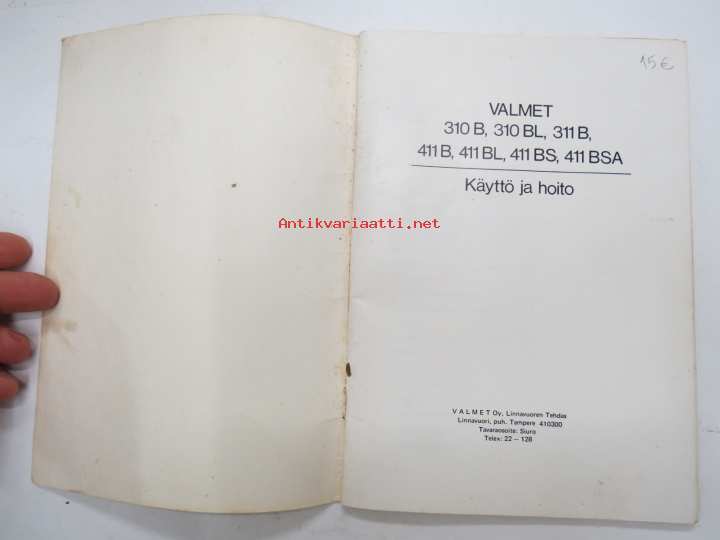 15€
VALMET
310 B, 310 BL, 311 B,
411 B, 411 BL, 411 BS, 411 BSA
Käyttö ja hoito
Antikvariaatti.net
VALMET Oy, Linnavuoren Tehdas
Linnavuori, puh. Tampere 410300
Tavaraosoite: Siuro
Telex: 22 – 128